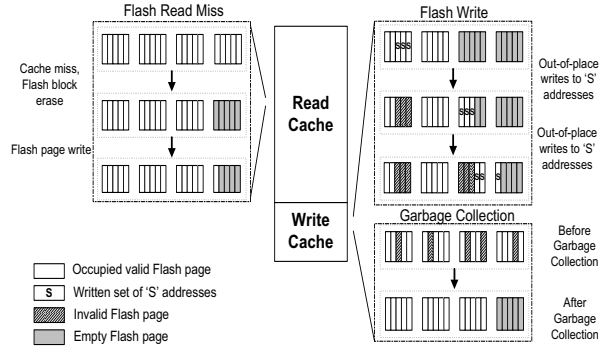 Flash Read Miss
Cache miss,
Flash block
erase
Flash page write
Read
Cache
Write
Cache
Flash Write
SSS
Out-of-place
writes to 'S'
addresses
SSS
Out-of-place
writes to 'S'
addresses
SS S
Garbage Collection
Before
Garbage
Collection
After
Garbage
Collection
Occupied valid Flash page
S Written set of 'S' addresses
Invalid Flash page
Empty Flash page